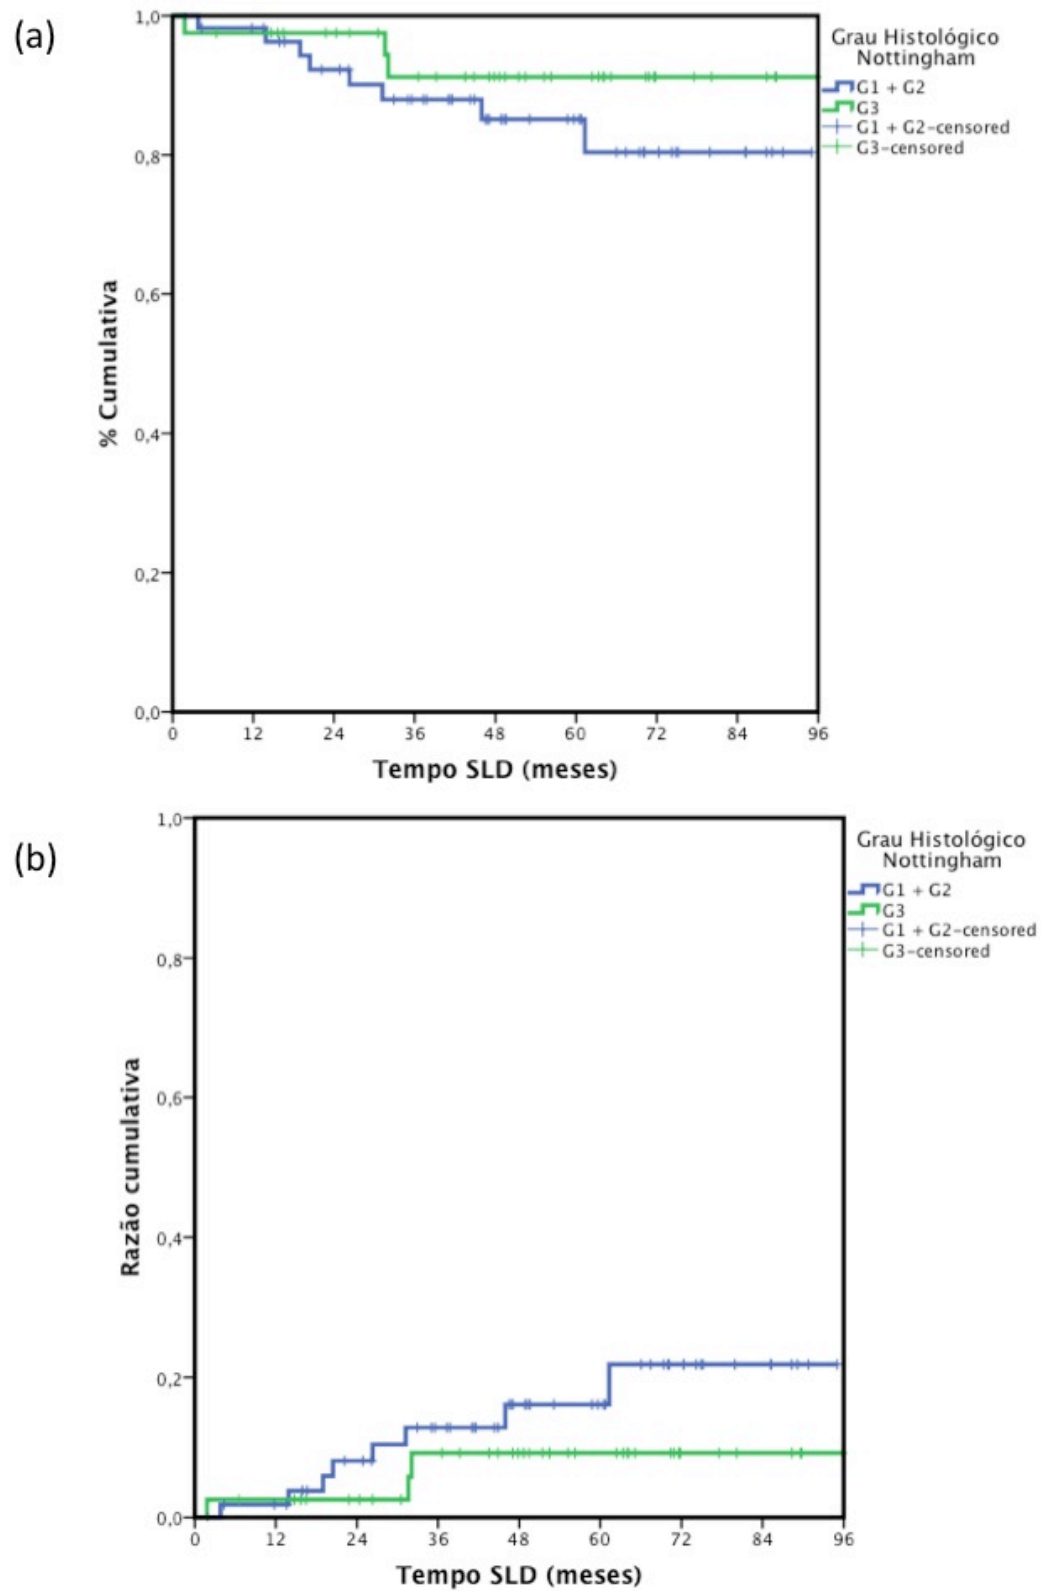 (a)
1,0
0,8
0,6
0,4
0,2
0,0
% Cumulativa
0 12 24 36 48 60 72 84 96
Tempo SLD (meses)
Grau Histológico
Nottingham
G1 + G2
G3
G1 + G2-censored
G3-censored
(b)
1,0
0,8
0,6
0,4
0,2
0,0
Razão cumulativa
0 12 24 36 48 60 72 84 96
Tempo SLD (meses)
Grau Histológico
Nottingham
G1 + G2
G3
G1 + G2-censored
G3-censored